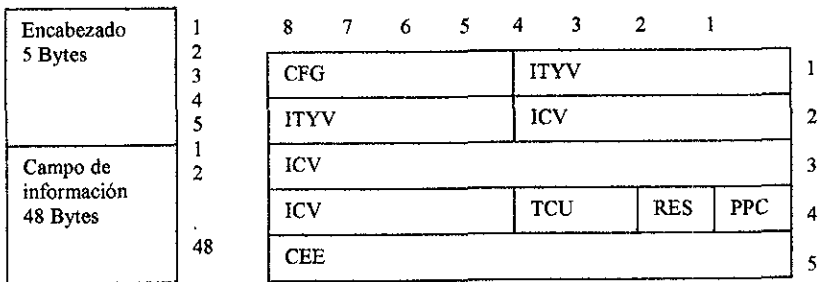 Encabezado
5 Bytes
1
2
3
4
5
Campo de
información
48 Bytes
1
2
.
48
8 7 6 5 4 3 2 1
CFG ITYV 1
ITYV ICV 2
ICV 3
ICV TCU RES PPC 4
CEE 5